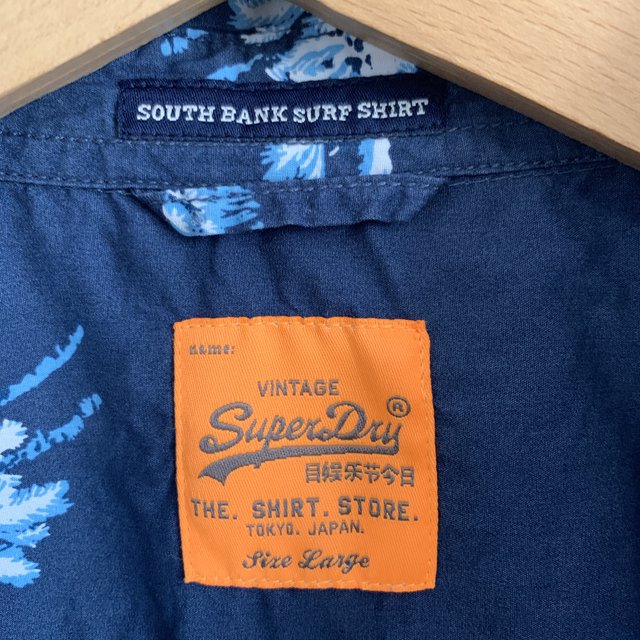 SOUTH BANK SURF SHIRT
name:
VINTAGE
SuperDry®
目娱乐节今日
THE. SHIRT. STORE.
TOKYO. JAPAN.
Size Large